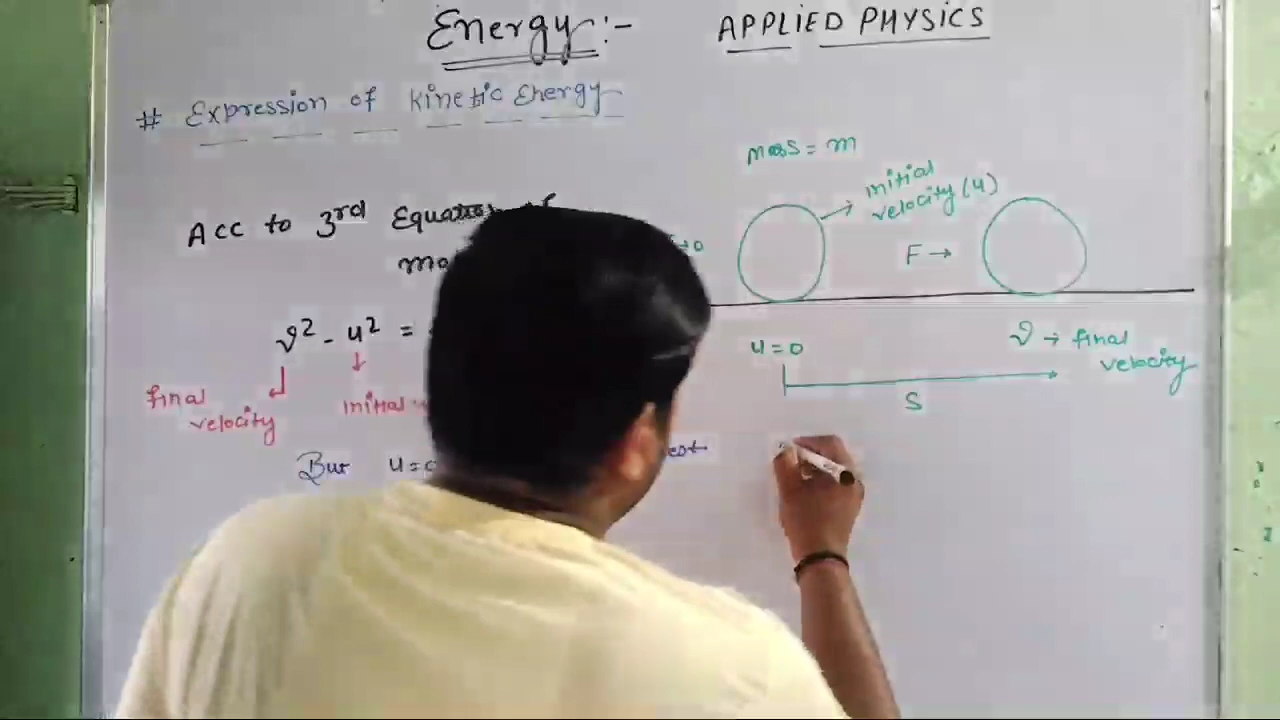 Energy:-
APPLIED PHYSICS
# Expression of Kinetic Energy
mass = m
initial
velocity (u)
Acc to 3rd Equation of
F →
v² - u² =
u = 0
v → final
velocity
final
velocity
initial
S
But u=